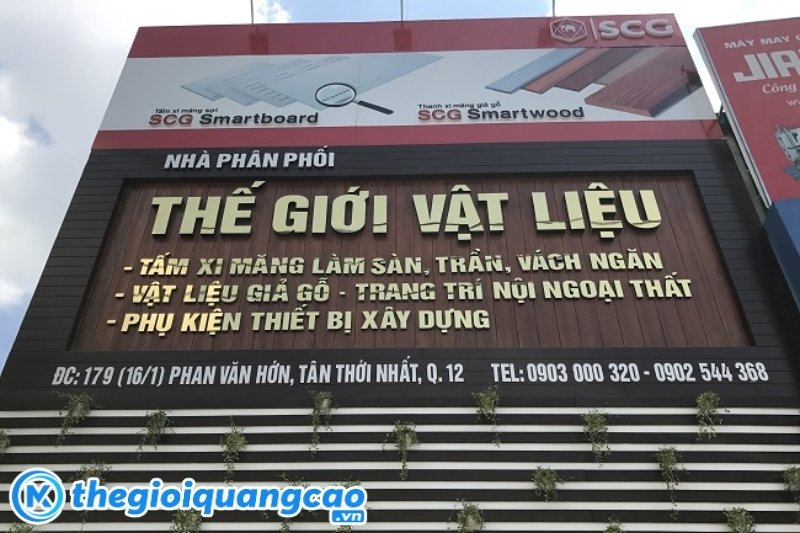 SCG
Tấm xi măng sợi
SCG Smartboard
Thanh xi măng giả gỗ
SCG Smartwood
MÁY MAY C
JIA
Công
NHÀ PHÂN PHỐI
THẾ GIỚI VẬT LIỆU
- TẤM XI MĂNG LÀM SÀN, TRẦN, VÁCH NGĂN
- VẬT LIỆU GIẢ GỖ - TRANG TRÍ NỘI NGOẠI THẤT
- PHỤ KIỆN THIẾT BỊ XÂY DỰNG
ĐC: 179 (16/1) PHAN VĂN HỚN, TÂN THỚI NHẤT, Q. 12 TEL: 0903 000 320 - 0902 544 368
thegioiquangcao.vn